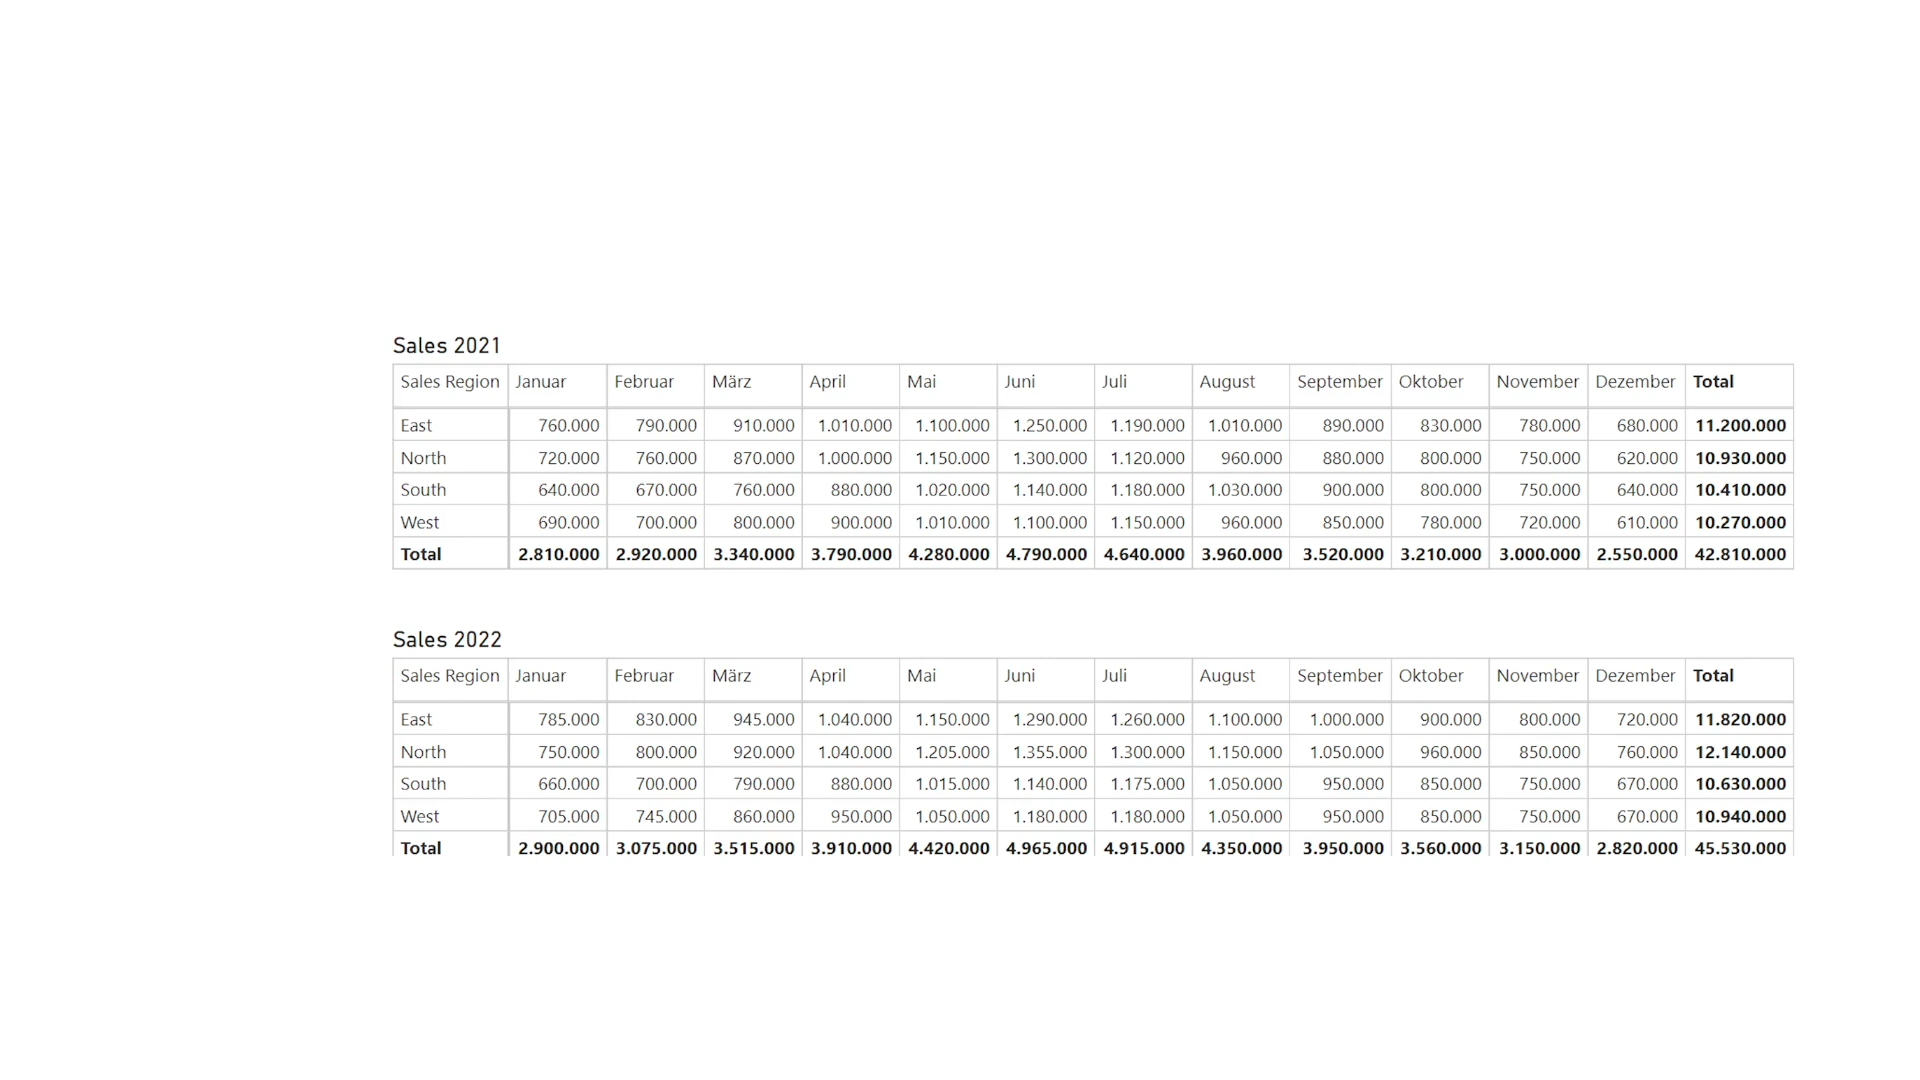 Sales 2021
Sales Region Januar Februar März April Mai Juni Juli August September Oktober November Dezember Total
East 760.000 790.000 910.000 1.010.000 1.100.000 1.250.000 1.190.000 1.010.000 890.000 830.000 780.000 680.000 11.200.000
North 720.000 760.000 870.000 1.000.000 1.150.000 1.300.000 1.120.000 960.000 880.000 800.000 750.000 620.000 10.930.000
South 640.000 670.000 760.000 880.000 1.020.000 1.140.000 1.180.000 1.030.000 900.000 800.000 750.000 640.000 10.410.000
West 690.000 700.000 800.000 900.000 1.010.000 1.100.000 1.150.000 960.000 850.000 780.000 720.000 610.000 10.270.000
Total 2.810.000 2.920.000 3.340.000 3.790.000 4.280.000 4.790.000 4.640.000 3.960.000 3.520.000 3.210.000 3.000.000 2.550.000 42.810.000
Sales 2022
Sales Region Januar Februar März April Mai Juni Juli August September Oktober November Dezember Total
East 785.000 830.000 945.000 1.040.000 1.150.000 1.290.000 1.260.000 1.100.000 1.000.000 900.000 800.000 720.000 11.820.000
North 750.000 800.000 920.000 1.040.000 1.205.000 1.355.000 1.300.000 1.150.000 1.050.000 960.000 850.000 760.000 12.140.000
South 660.000 700.000 790.000 880.000 1.015.000 1.140.000 1.175.000 1.050.000 950.000 850.000 750.000 670.000 10.630.000
West 705.000 745.000 860.000 950.000 1.050.000 1.180.000 1.180.000 1.050.000 950.000 850.000 750.000 670.000 10.940.000
Total 2.900.000 3.075.000 3.515.000 3.910.000 4.420.000 4.965.000 4.915.000 4.350.000 3.950.000 3.560.000 3.150.000 2.820.000 45.530.000